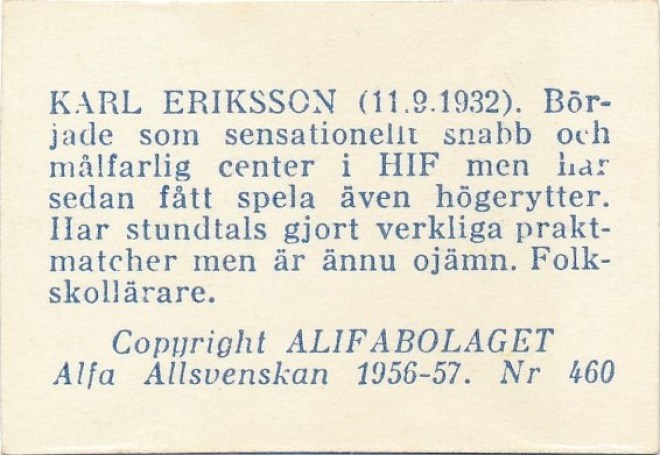 KARL ERIKSSON (11.9.1932). Bör-
jade som sensationellt snabb och
målfarlig center i HIF men har
sedan fått spela även högerytter.
Har stundtals gjort verkliga prakt-
matcher men är ännu ojämn. Folk-
skollärare.
Copyright ALIFABOLAGET
Alfa Allsvenskan 1956-57. Nr 460